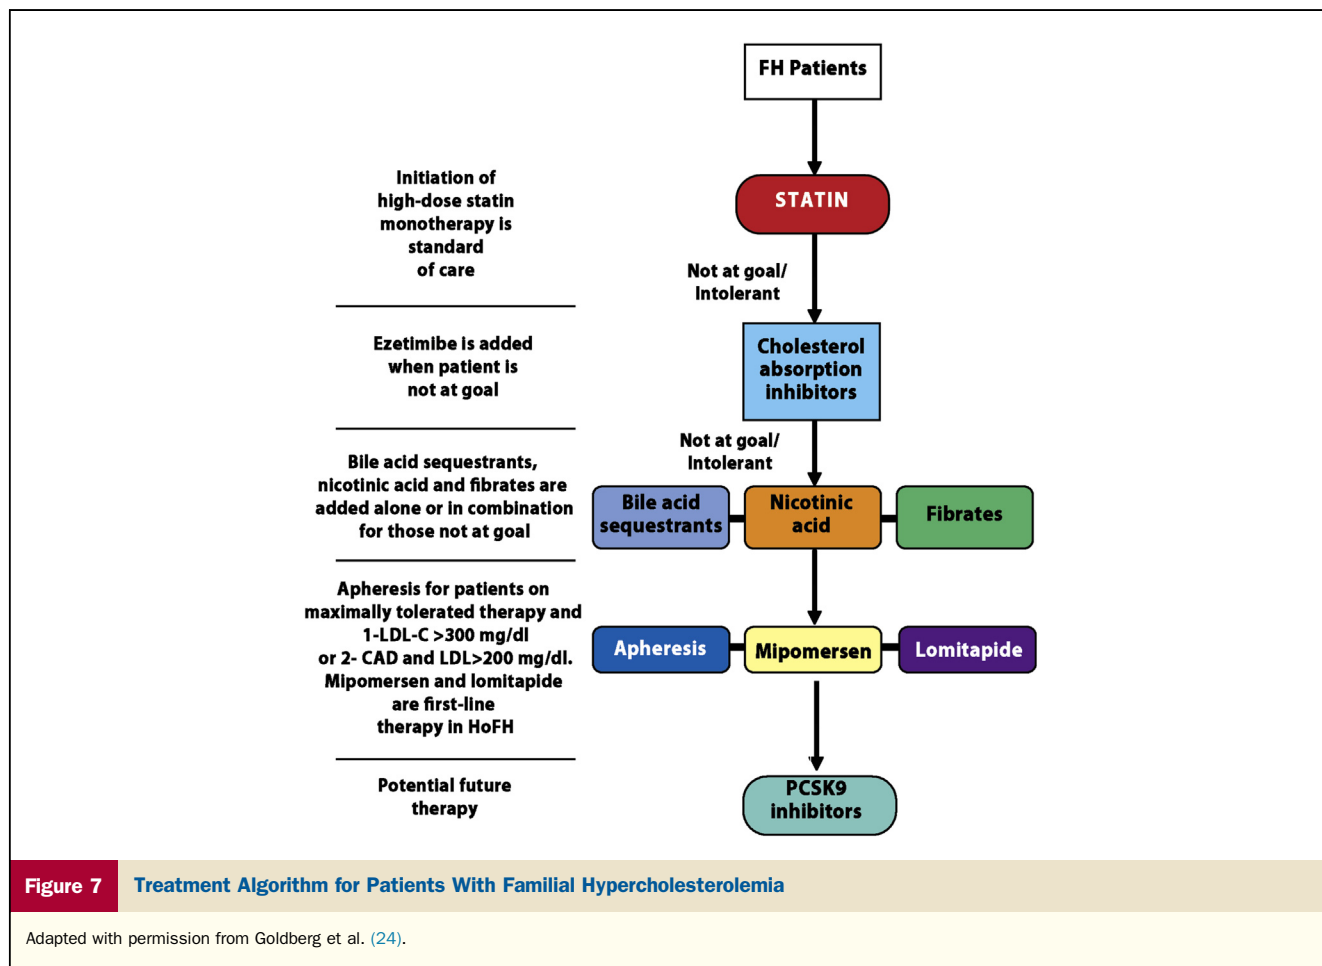 FH Patients
Initiation of
high-dose statin
monotherapy is
standard
of care
STATIN
Not at goal/
Intolerant
Ezetimibe is added
when patient is
not at goal
Cholesterol
absorption
inhibitors
Not at goal/
Intolerant
Bile acid sequestrants,
nicotinic acid and fibrates are
added alone or in combination
for those not at goal
Bile acid
sequestrants
Nicotinic
acid
Fibrates
Apheresis for patients on
maximally tolerated therapy and
1-LDL-C >300 mg/dl
or 2- CAD and LDL>200 mg/dl.
Mipomersen and lomitapide
are first-line
therapy in HoFH
Apheresis
Mipomersen
Lomitapide
Potential future
therapy
PCSK9
inhibitors
Figure 7
Treatment Algorithm for Patients With Familial Hypercholesterolemia
Adapted with permission from Goldberg et al. (24).